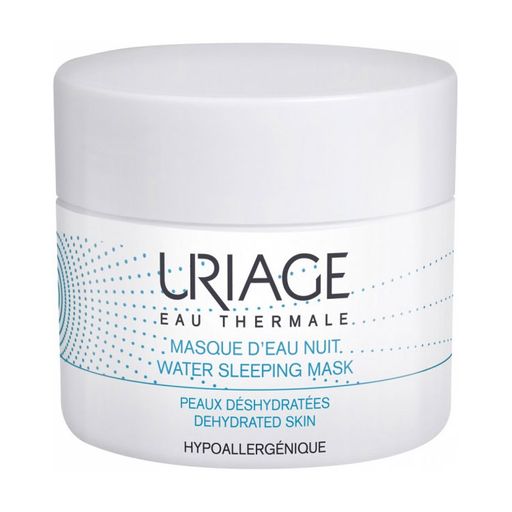 URIAGE
EAU THERMALE
MASQUE D'EAU NUIT
WATER SLEEPING MASK
PEAUX DÉSHYDRATÉES
DEHYDRATED SKIN
HYPOALLERGÉNIQUE